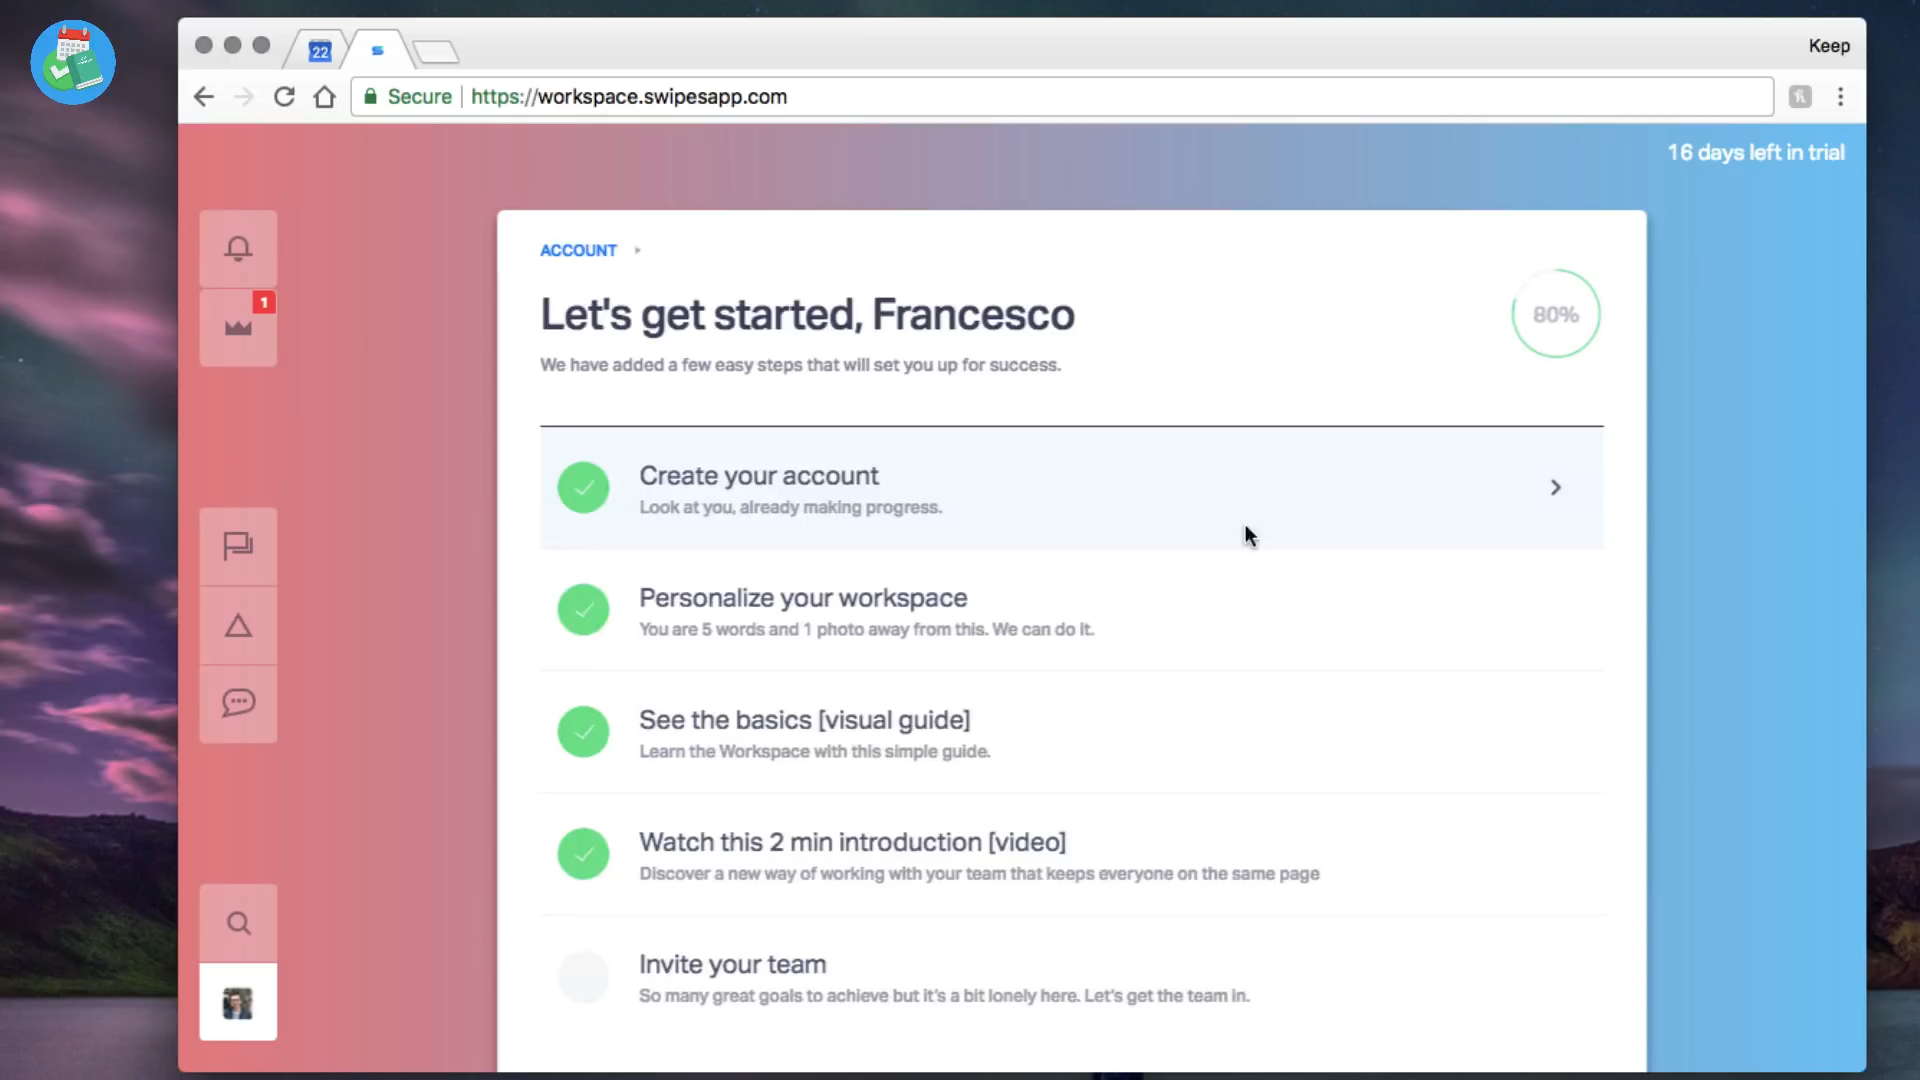 22
Keep
Secure
https://workspace.swipesapp.com
16 days left in trial
1
ACCOUNT
Let's get started, Francesco
We have added a few easy steps that will set you up for success.
80%
Create your account
Look at you, already making progress.
Personalize your workspace
You are 5 words and 1 photo away from this. We can do it.
See the basics [visual guide]
Learn the Workspace with this simple guide.
Watch this 2 min introduction [video]
Discover a new way of working with your team that keeps everyone on the same page
Invite your team
So many great goals to achieve but it's a bit lonely here. Let's get the team in.